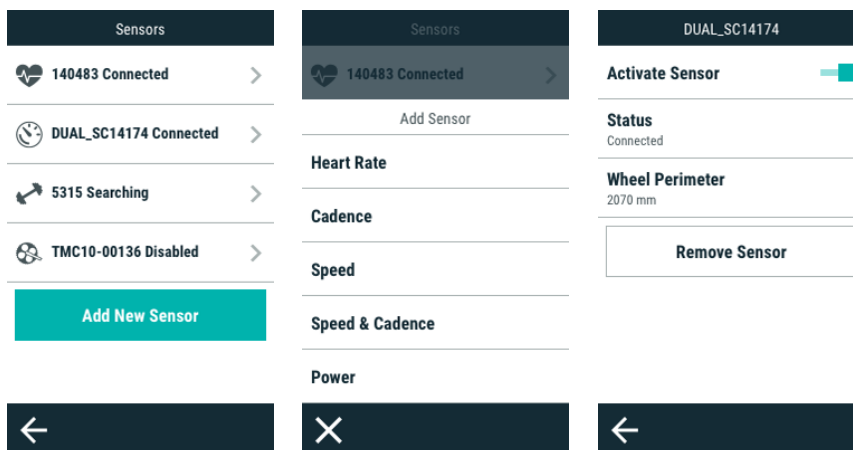 Sensors
140483 Connected
DUAL_SC14174 Connected
5315 Searching
TMC10-00136 Disabled
Add New Sensor
Sensors
140483 Connected
Add Sensor
Heart Rate
Cadence
Speed
Speed & Cadence
Power
DUAL_SC14174
Activate Sensor
Status
Connected
Wheel Perimeter
2070 mm
Remove Sensor